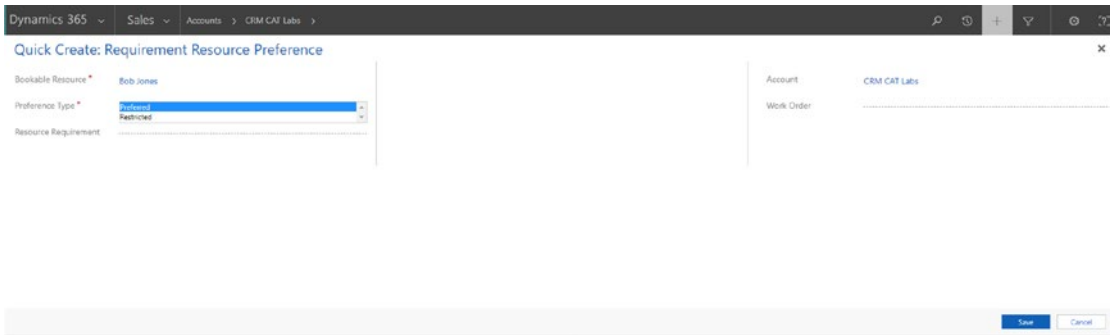 Dynamics 365 Sales Accounts > CRM CAT Labs >
Quick Create: Requirement Resource Preference
Bookable Resource * Bob Jones
Account CRM CAT Labs
Preference Type * Preferred
Restricted
Work Order
Resource Requirement
Save Cancel